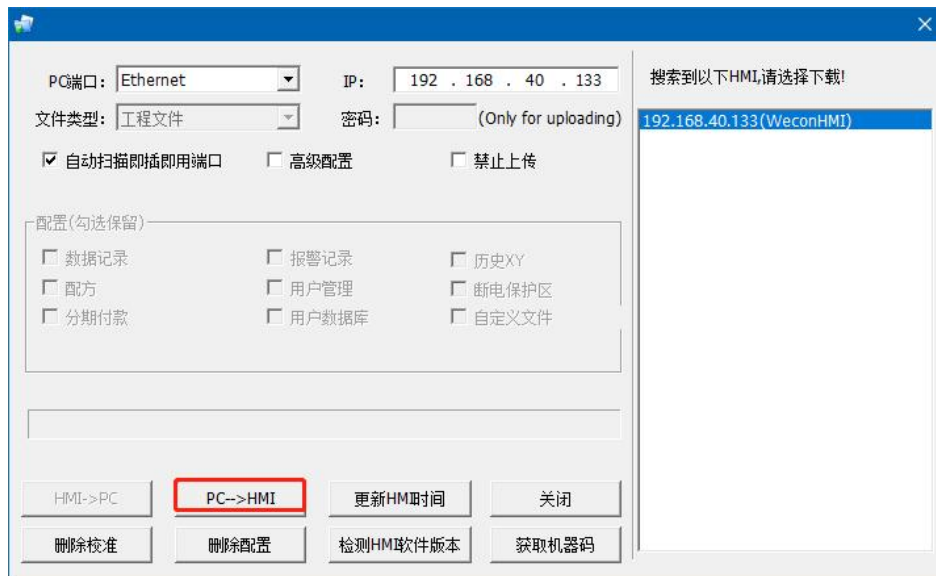 PC端口： Ethernet IP： 192 . 168 . 40 . 133
文件类型： 工程文件 密码： (Only for uploading)
自动扫描即插即用端口 高级配置 禁止上传
配置(勾选保留)
数据记录 报警记录 历史XY
配方 用户管理 断电保护区
分期付款 用户数据库 自定义文件
HMI->PC PC-->HMI 更新HMI时间 关闭
删除校准 删除配置 检测HMI软件版本 获取机器码
搜索到以下HMI,请选择下载!
192.168.40.133(WeconHMI)